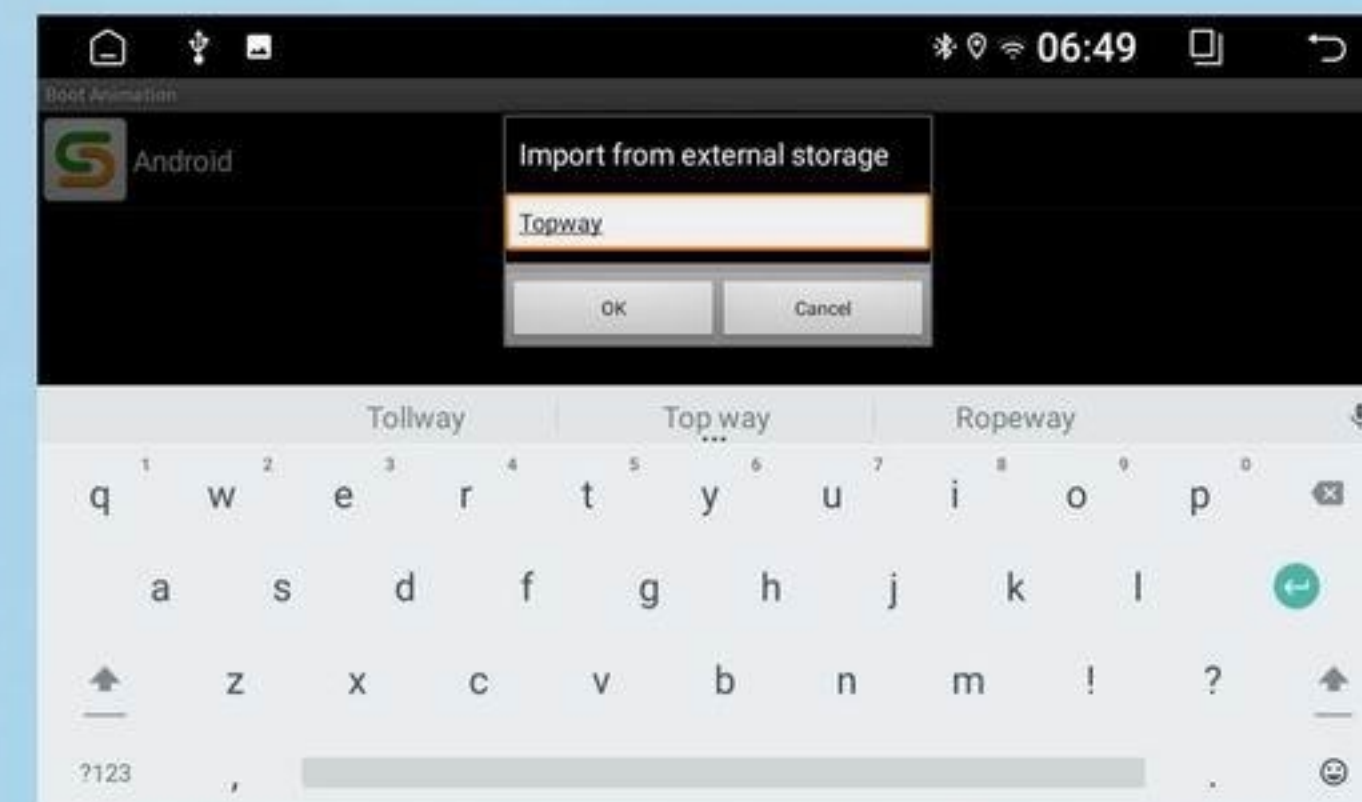 06:49
Boot Animation
Android
Import from external storage
Topway
OK Cancel
Tollway Top way Ropeway
1 2 3 4 5 6 7 8 9 0
q w e r t y u i o p
a s d f g h j k l
z x c v b n m ! ?
?123 , .